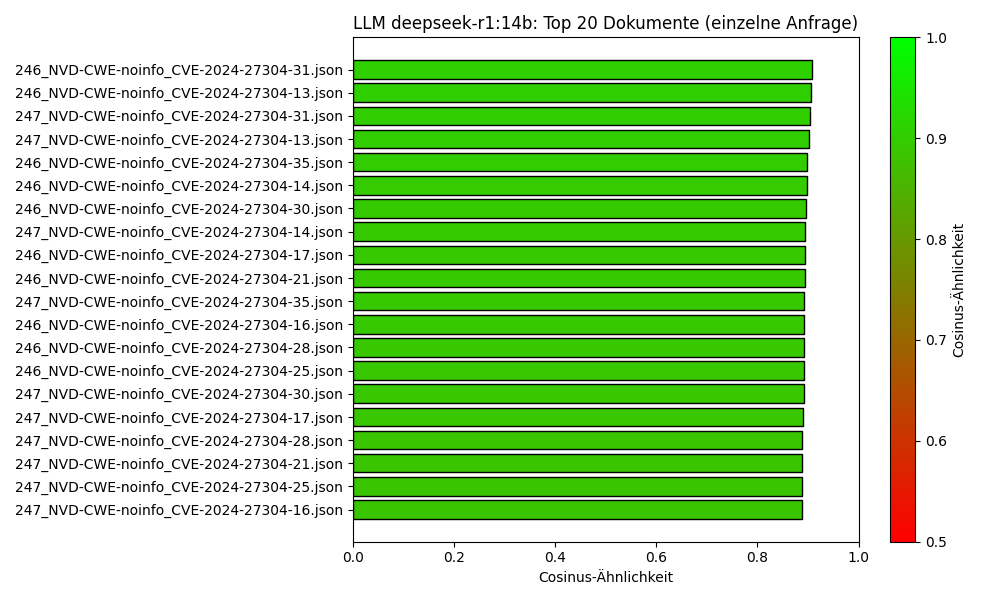 LLM deepseek-r1:14b: Top 20 Dokumente (einzelne Anfrage)
246_NVD-CWE-noinfo_CVE-2024-27304-31.json
246_NVD-CWE-noinfo_CVE-2024-27304-13.json
247_NVD-CWE-noinfo_CVE-2024-27304-31.json
247_NVD-CWE-noinfo_CVE-2024-27304-13.json
246_NVD-CWE-noinfo_CVE-2024-27304-35.json
246_NVD-CWE-noinfo_CVE-2024-27304-14.json
246_NVD-CWE-noinfo_CVE-2024-27304-30.json
247_NVD-CWE-noinfo_CVE-2024-27304-14.json
246_NVD-CWE-noinfo_CVE-2024-27304-17.json
246_NVD-CWE-noinfo_CVE-2024-27304-21.json
247_NVD-CWE-noinfo_CVE-2024-27304-35.json
246_NVD-CWE-noinfo_CVE-2024-27304-16.json
246_NVD-CWE-noinfo_CVE-2024-27304-28.json
246_NVD-CWE-noinfo_CVE-2024-27304-25.json
247_NVD-CWE-noinfo_CVE-2024-27304-30.json
247_NVD-CWE-noinfo_CVE-2024-27304-17.json
247_NVD-CWE-noinfo_CVE-2024-27304-28.json
247_NVD-CWE-noinfo_CVE-2024-27304-21.json
247_NVD-CWE-noinfo_CVE-2024-27304-25.json
247_NVD-CWE-noinfo_CVE-2024-27304-16.json
0.0 0.2 0.4 0.6 0.8 1.0
Cosinus-Ähnlichkeit
1.0
0.9
0.8
0.7
0.6
0.5
Cosinus-Ähnlichkeit